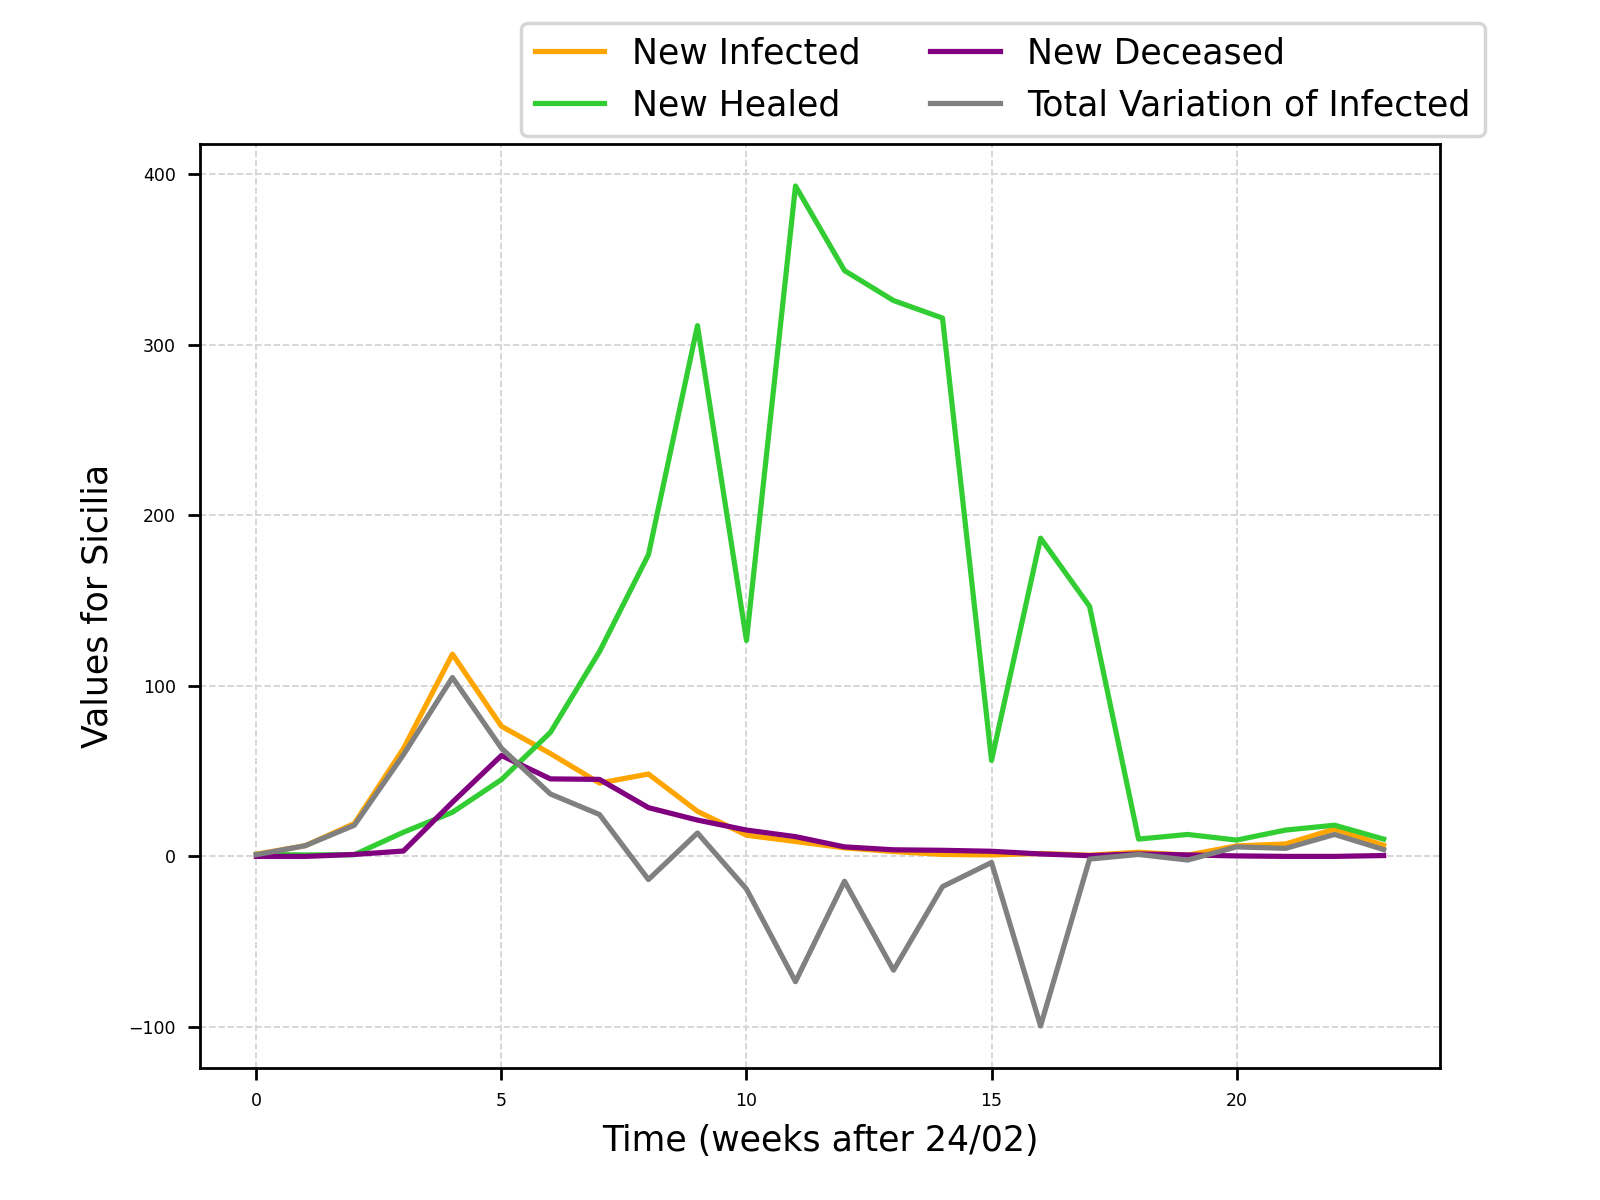 New Infected
New Healed
New Deceased
Total Variation of Infected
400
300
200
100
0
−100
Values for Sicilia
0 5 10 15 20
Time (weeks after 24/02)